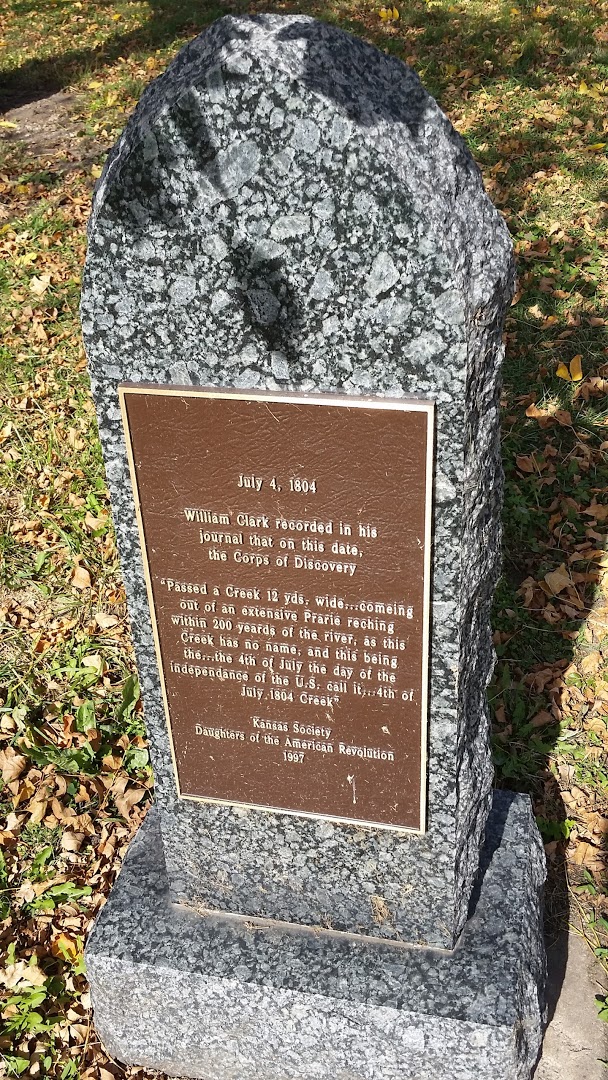 July 4, 1804
William Clark recorded in his
journal that on this date,
the Corps of Discovery
"Passed a Creek 12 yds. wide...comeing
out of an extensive Prarie reching
within 200 yeards of the river, as this
Creek has no name, and this being
the...the 4th of July the day of the
independance of the U.S. call it...4th of
July 1804 Creek"
Kansas Society
Daughters of the American Revolution
1997